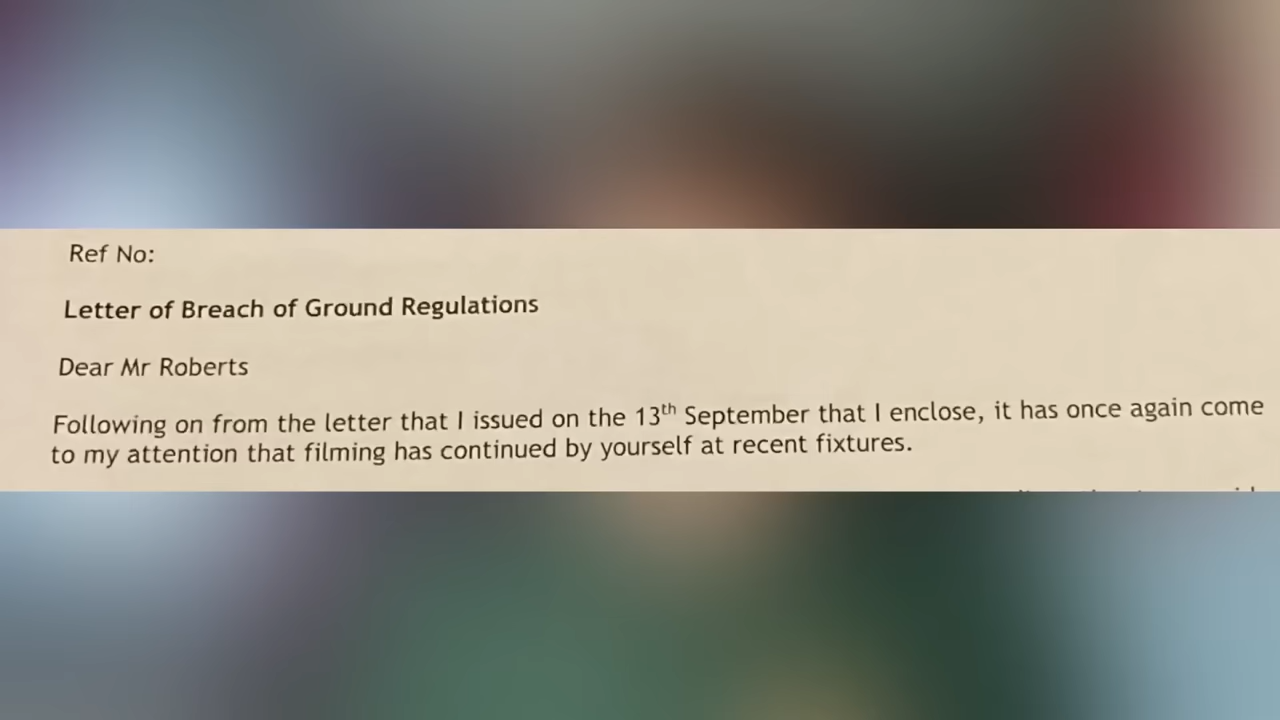 Ref No:
Letter of Breach of Ground Regulations
Dear Mr Roberts
Following on from the letter that I issued on the 13th September that I enclose, it has once again come
to my attention that filming has continued by yourself at recent fixtures.